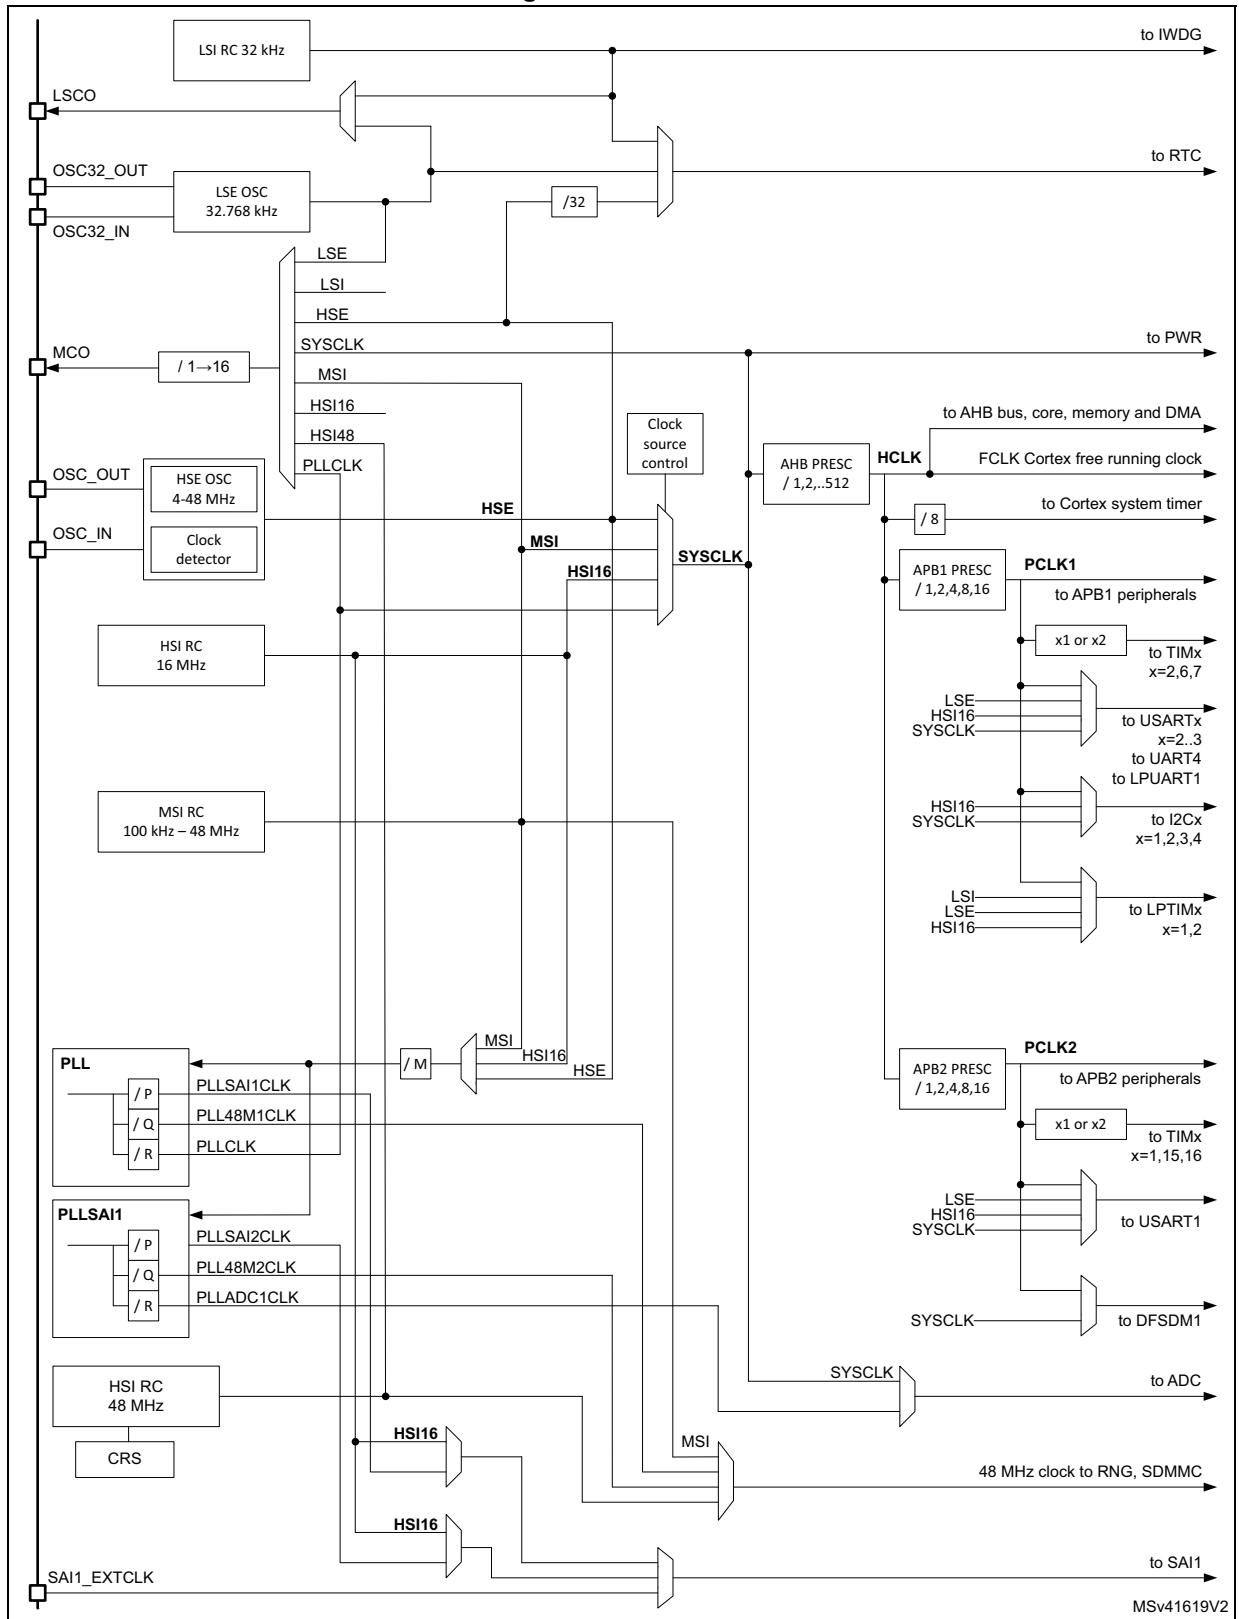 LSI RC 32 kHz
to IWDG
LSCO
to RTC
OSC32_OUT
LSE OSC
32.768 kHz
/32
OSC32_IN
LSE
LSI
HSE
SYSCLK
to PWR
MCO
/ 1→16
MSI
HSI16
HSI48
PLLCLK
Clock
source
control
to AHB bus, core, memory and DMA
AHB PRESC
/ 1,2,..512
HCLK
FCLK Cortex free running clock
OSC_OUT
HSE OSC
4-48 MHz
OSC_IN
Clock
detector
HSE
MSI
HSI16
SYSCLK
/ 8
to Cortex system timer
APB1 PRESC
/ 1,2,4,8,16
PCLK1
to APB1 peripherals
HSI RC
16 MHz
x1 or x2
to TIMx
x=2,6,7
LSE
HSI16
SYSCLK
to USARTx
x=2..3
to UART4
to LPUART1
MSI RC
100 kHz – 48 MHz
HSI16
SYSCLK
to I2Cx
x=1,2,3,4
LSI
LSE
HSI16
to LPTIMx
x=1,2
MSI
HSI16
HSE
/ M
PLL
/ P
PLLSAI1CLK
/ Q
PLL48M1CLK
/ R
PLLCLK
APB2 PRESC
/ 1,2,4,8,16
PCLK2
to APB2 peripherals
x1 or x2
to TIMx
x=1,15,16
PLLSAI1
/ P
PLLSAI2CLK
/ Q
PLL48M2CLK
/ R
PLLADC1CLK
LSE
HSI16
SYSCLK
to USART1
SYSCLK
to DFSDM1
HSI RC
48 MHz
CRS
SYSCLK
to ADC
HSI16
MSI
48 MHz clock to RNG, SDMMC
HSI16
SAI1_EXTCLK
to SAI1
MSv41619V2